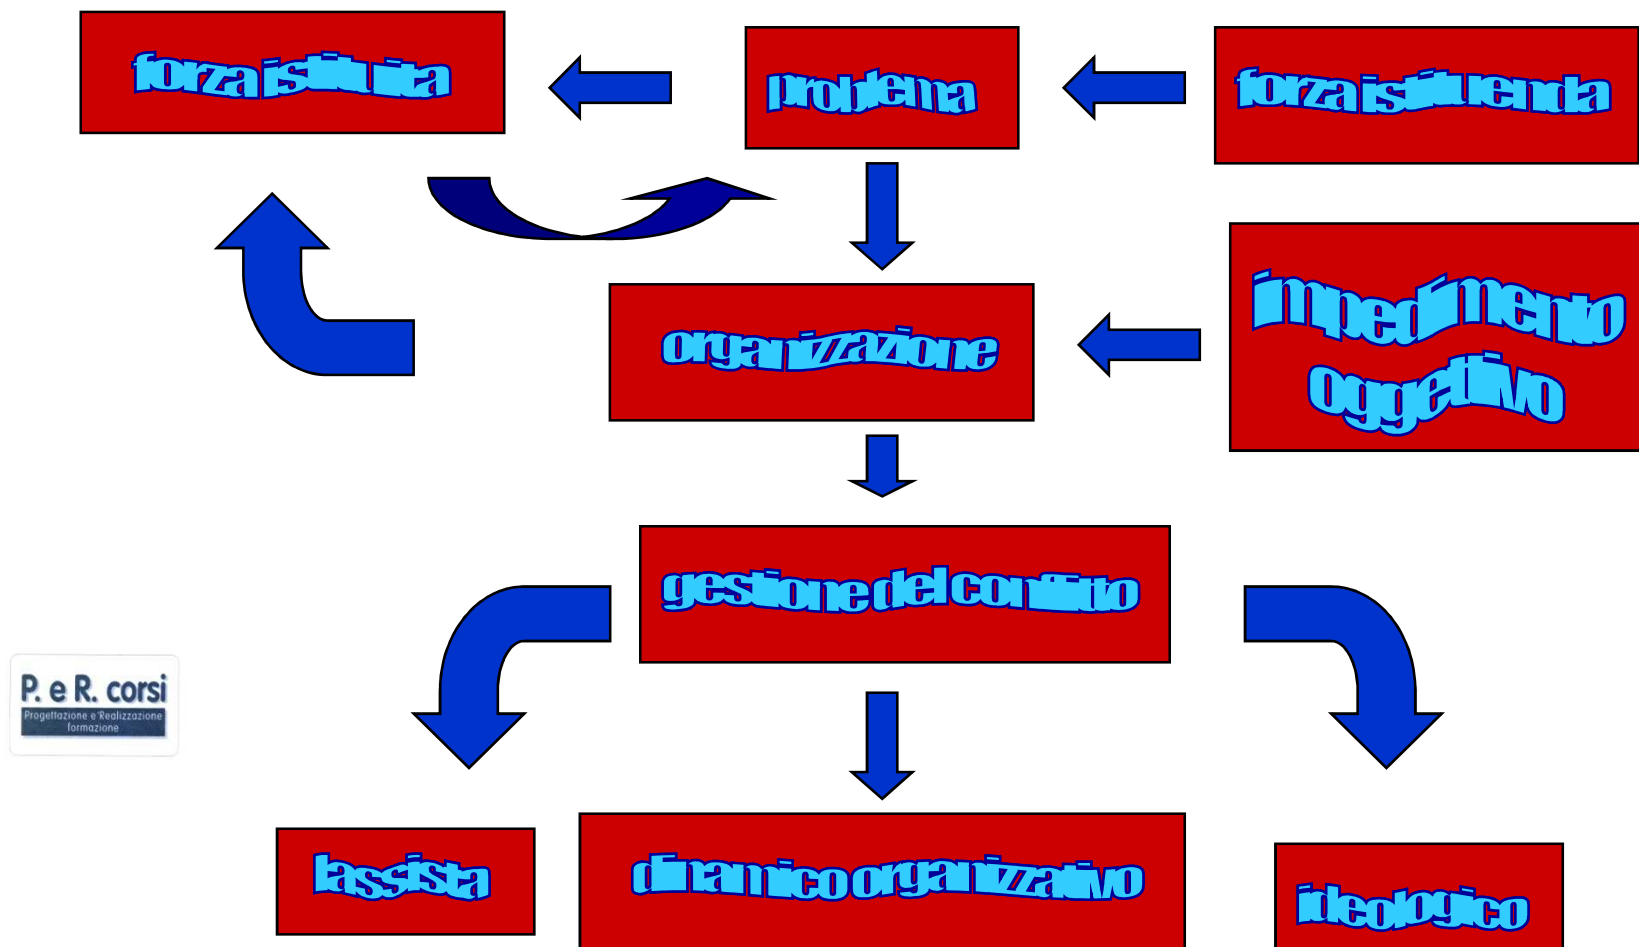 forza istituita
problema
forza istituenda
impedimento
oggettivo
organizzazione
gestione del conflitto
P. e R. corsi
Progettazione e Realizzazione
formazione
lassista
dinamico organizzativo
ideologico